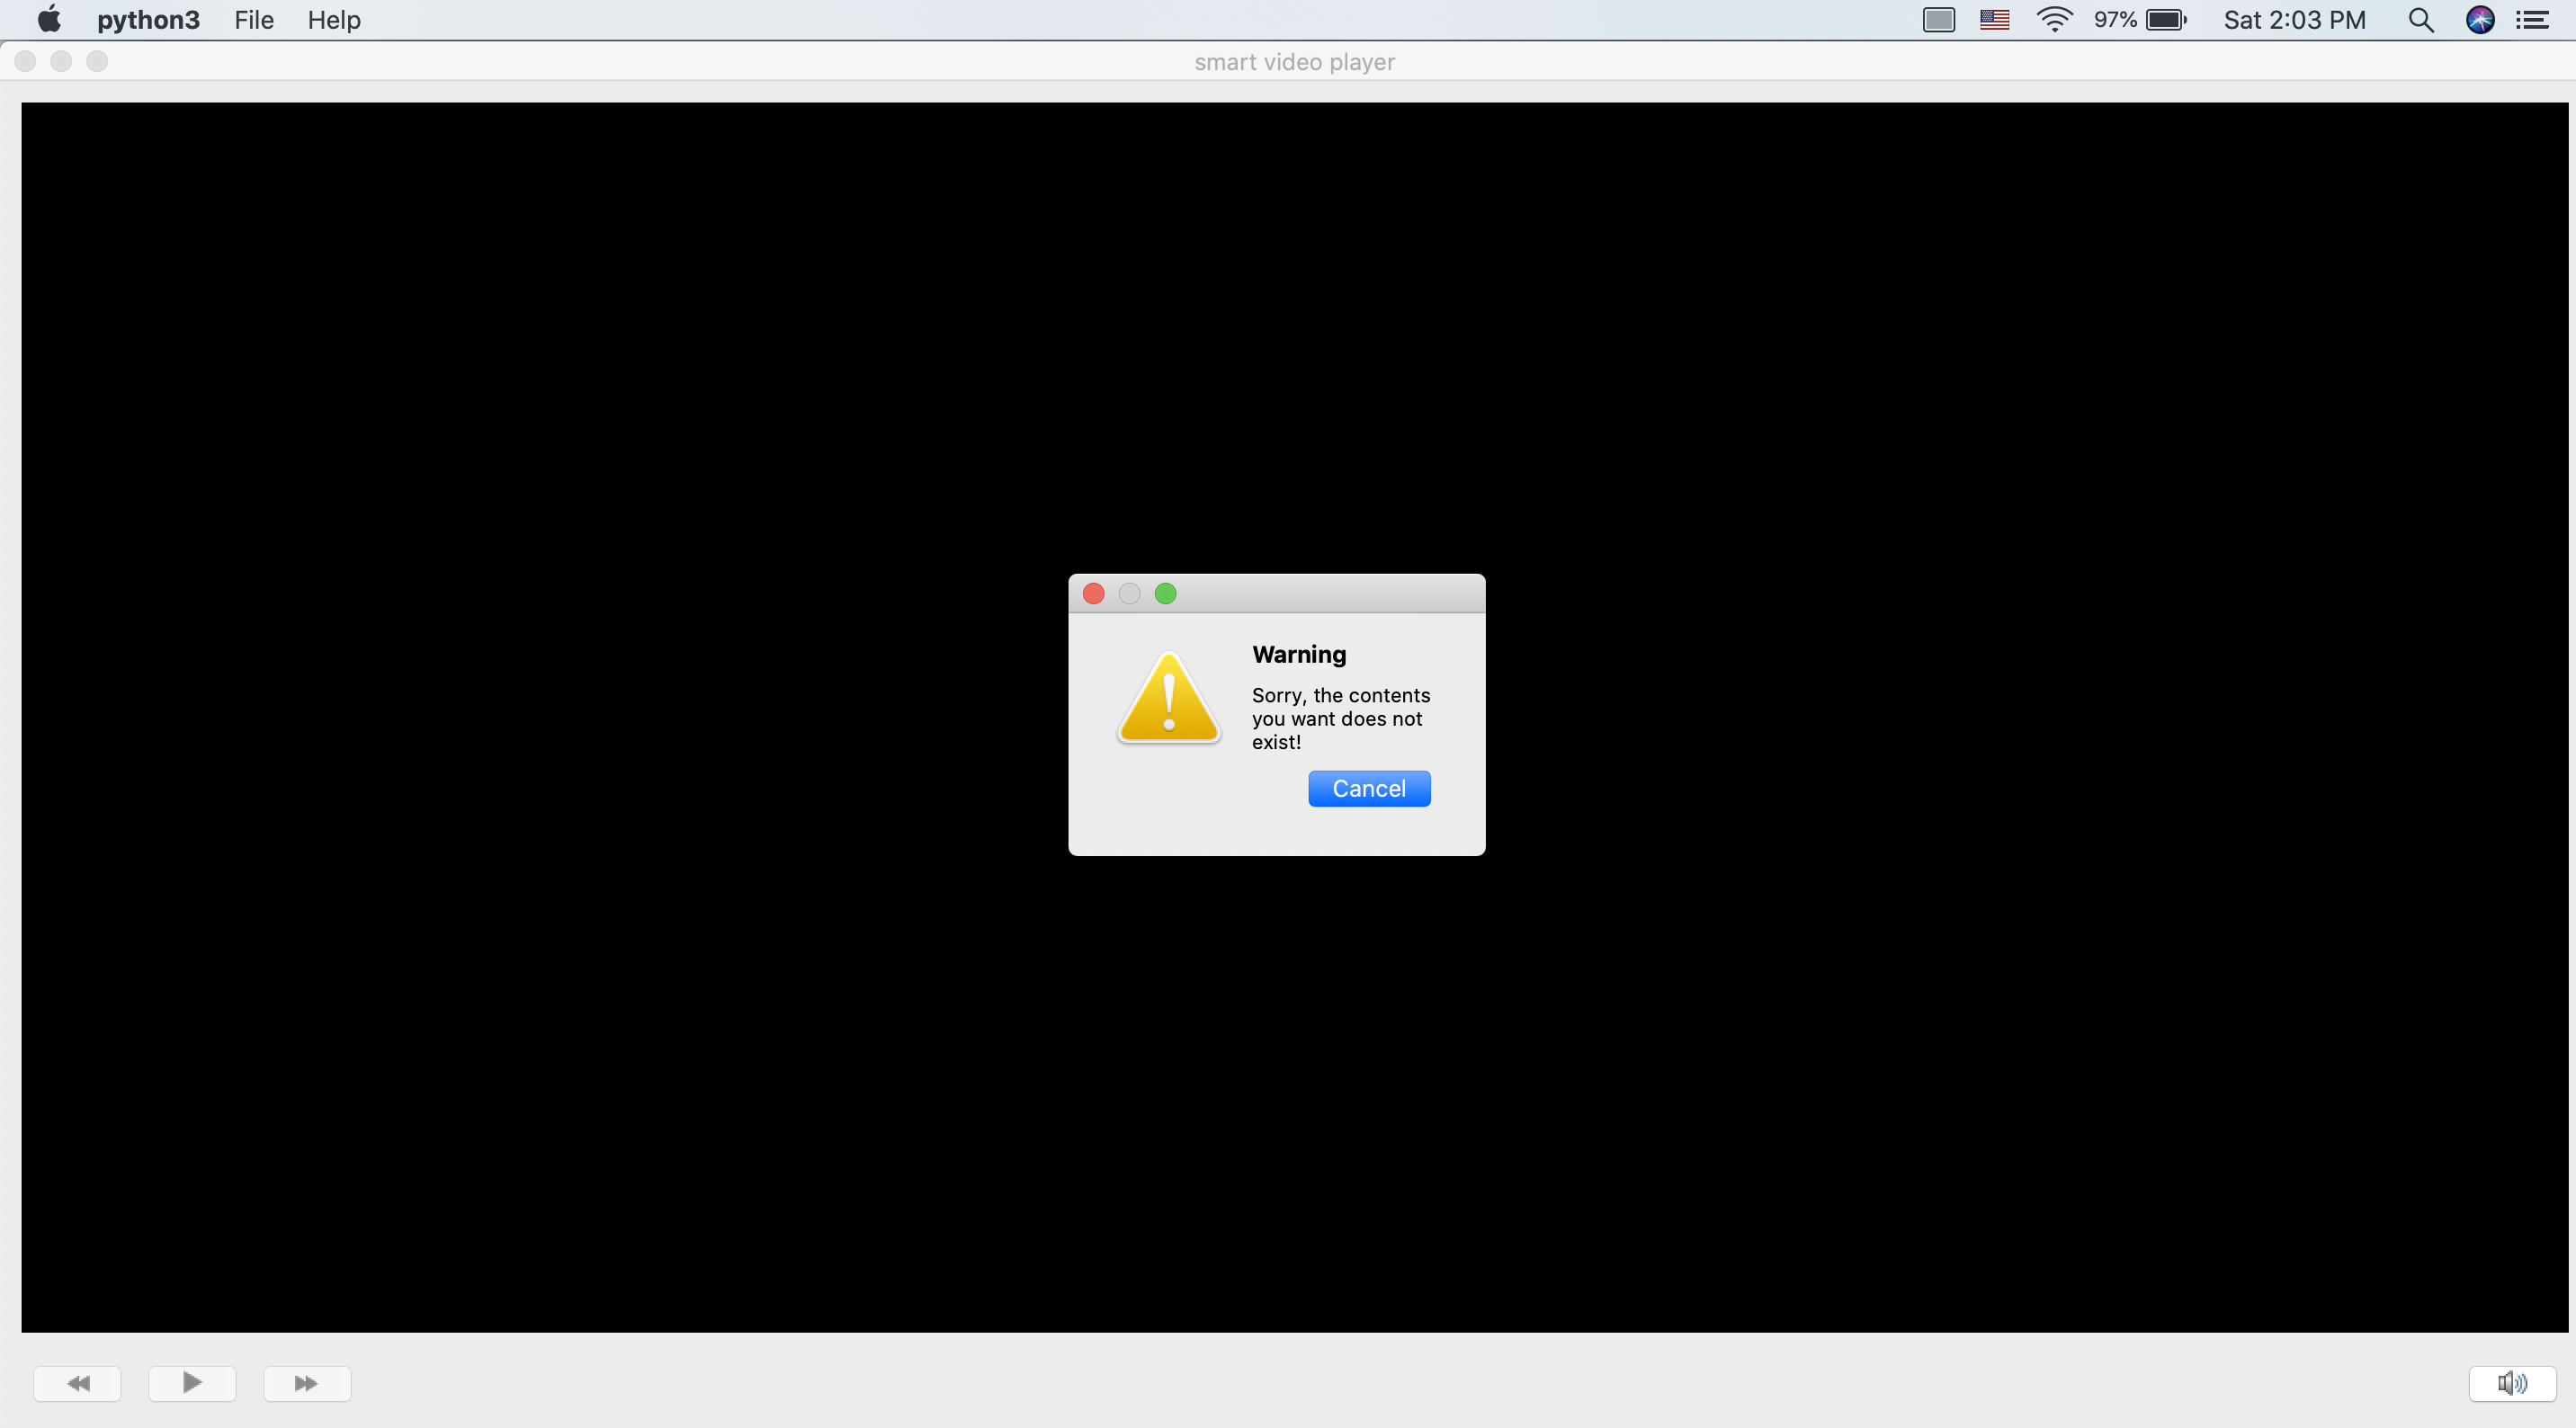 python3 File Help 97% Sat 2:03 PM
smart video player
Warning
Sorry, the contents
you want does not
exist!
Cancel